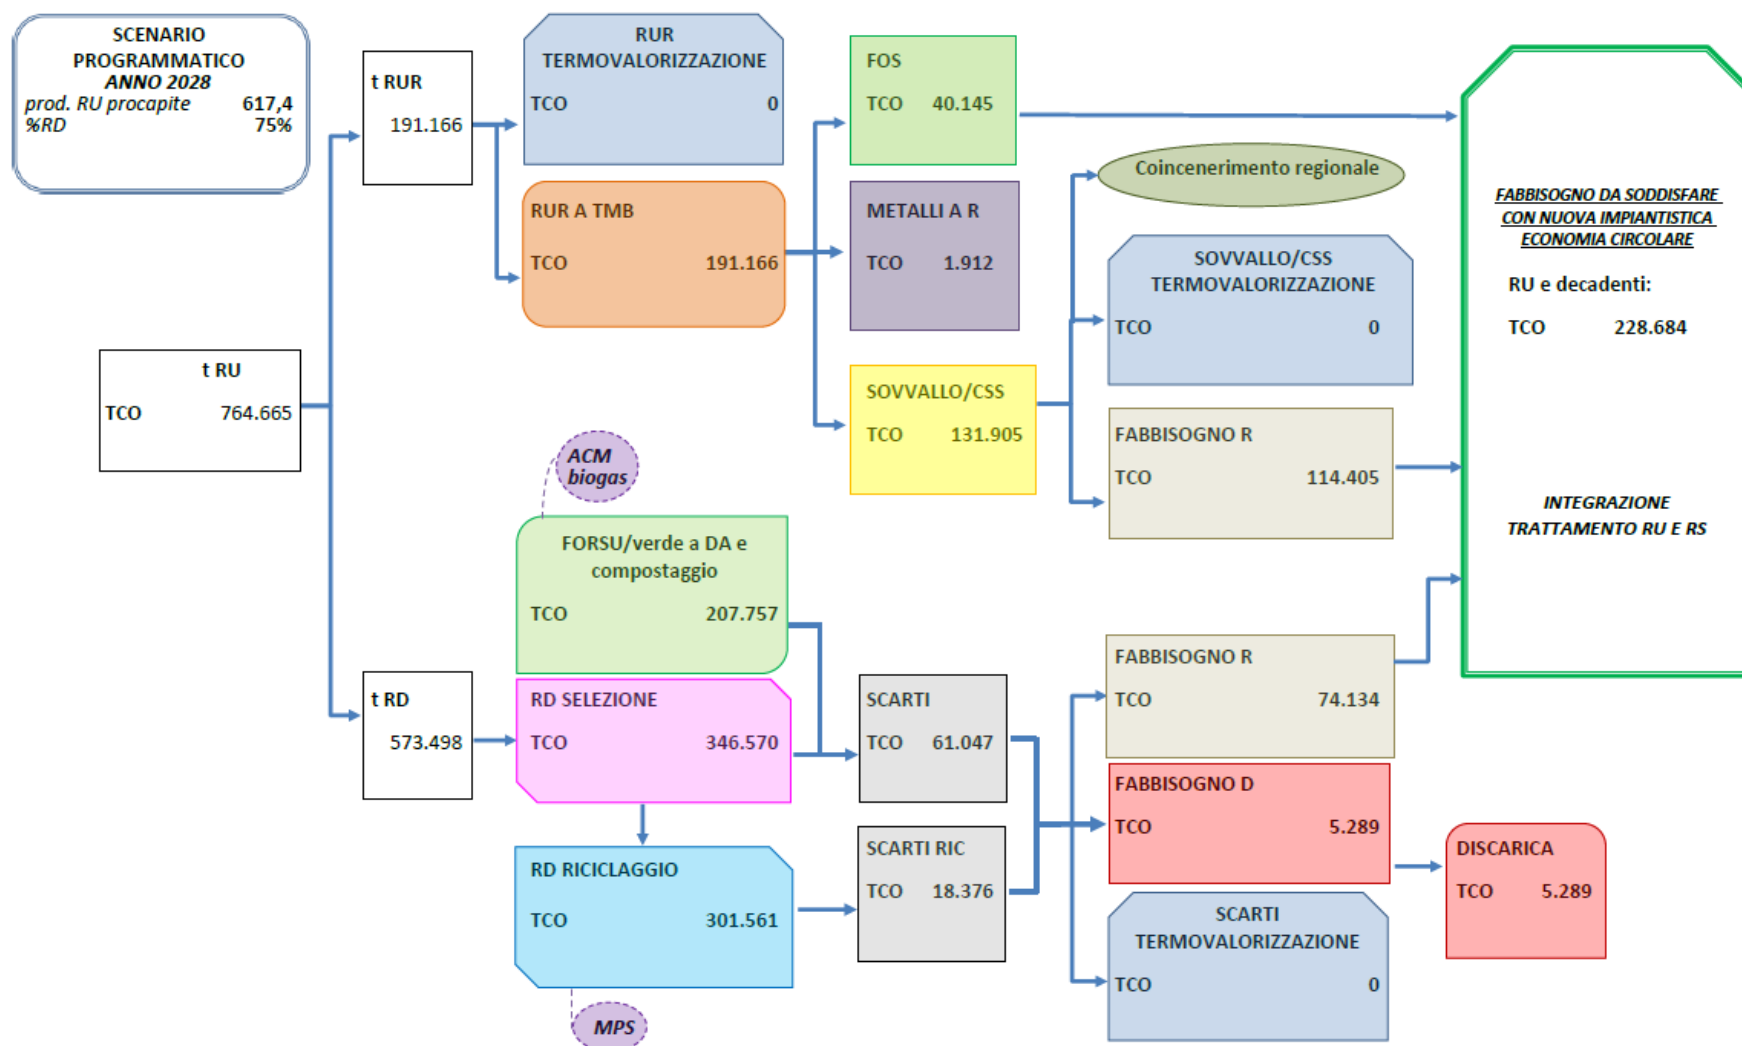 SCENARIO
PROGRAMMATICO
ANNO 2028
prod. RU procapite 617,4
%RD 75%
t RUR
191.166
RUR
TERMOVALORIZZAZIONE
TCO 0
RUR A TMB
TCO 191.166
FOS
TCO 40.145
METALLI A R
TCO 1.912
SOVVALLO/CSS
TCO 131.905
Coincenerimento regionale
SOVVALLO/CSS
TERMOVALORIZZAZIONE
TCO 0
FABBISOGNO R
TCO 114.405
FABBISOGNO DA SODDISFARE
CON NUOVA IMPIANTISTICA
ECONOMIA CIRCOLARE
RU e decadenti:
TCO 228.684
INTEGRAZIONE
TRATTAMENTO RU E RS
t RU
TCO 764.665
ACM
biogas
FORSU/verde a DA e
compostaggio
TCO 207.757
t RD
573.498
RD SELEZIONE
TCO 346.570
RD RICICLAGGIO
TCO 301.561
MPS
SCARTI
TCO 61.047
SCARTI RIC
TCO 18.376
FABBISOGNO R
TCO 74.134
FABBISOGNO D
TCO 5.289
SCARTI
TERMOVALORIZZAZIONE
TCO 0
DISCARICA
TCO 5.289